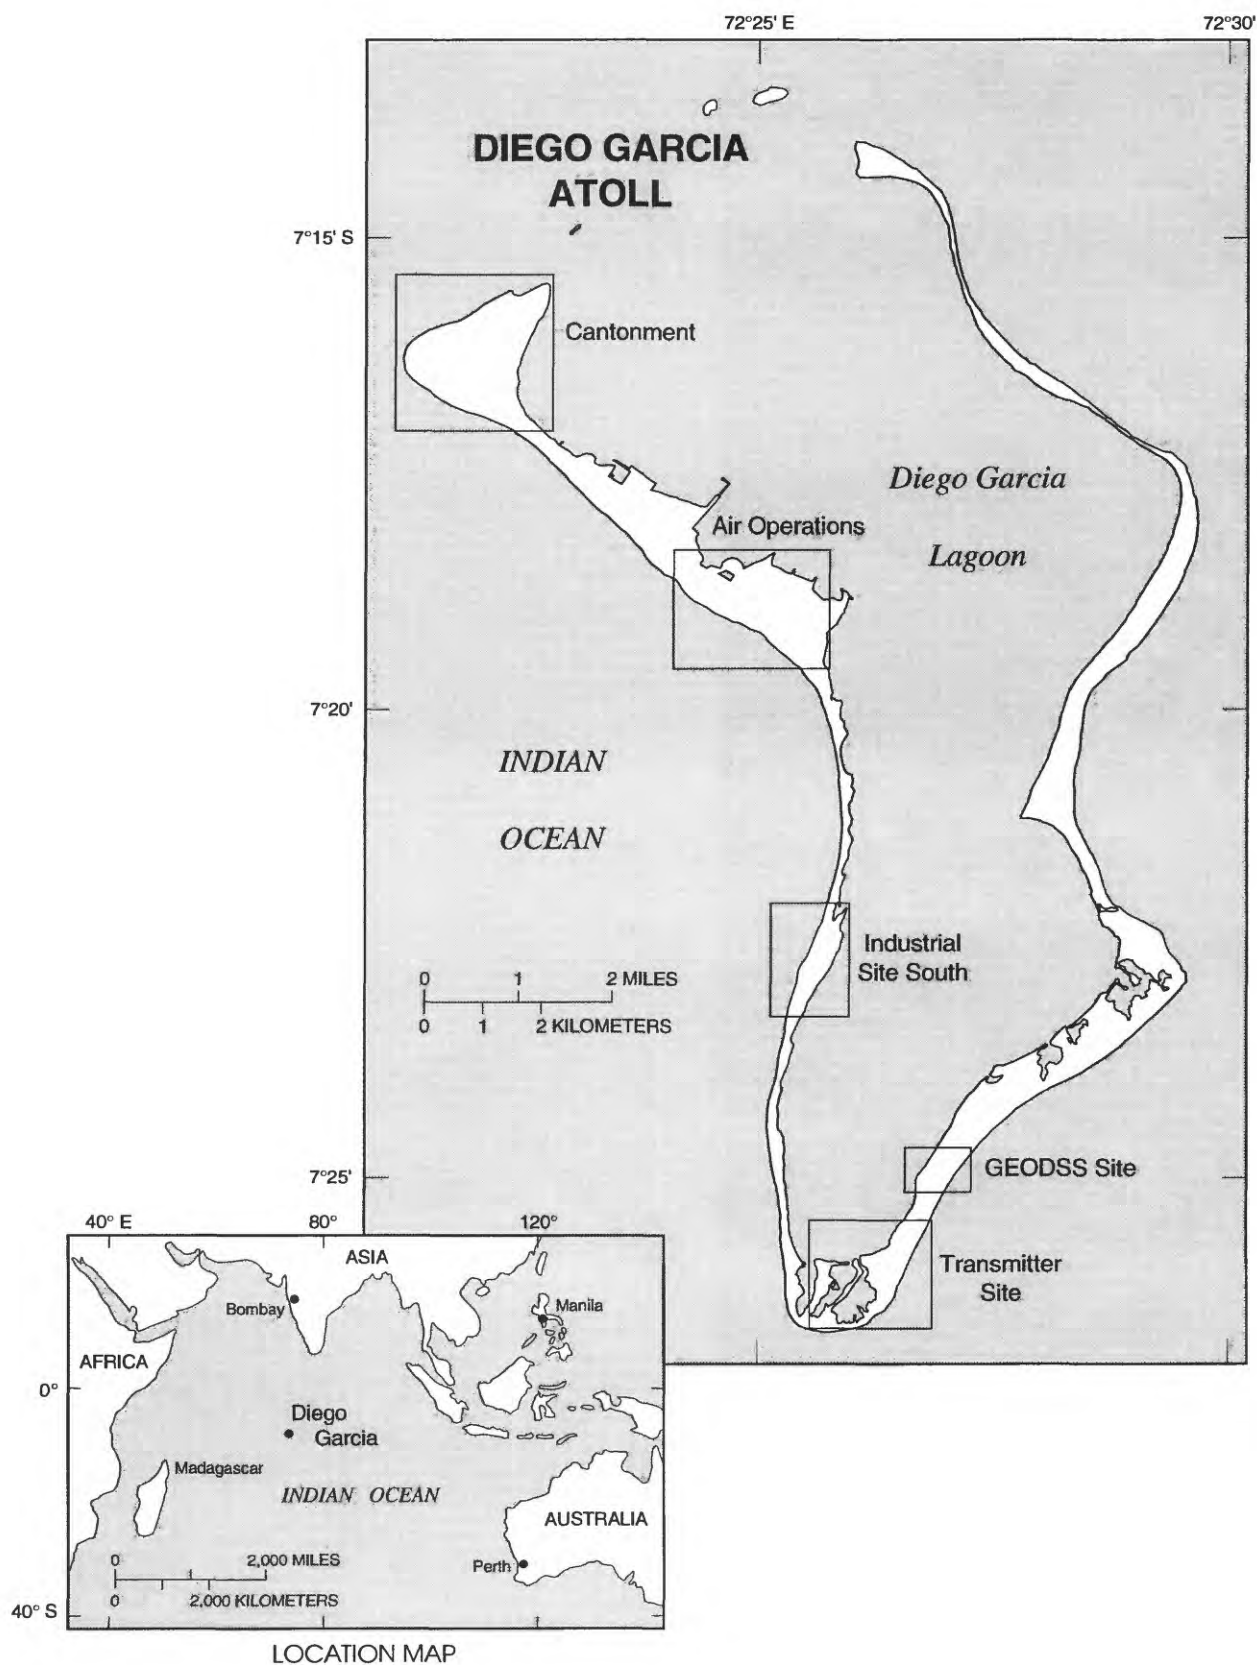 72°25' E
72°30'
DIEGO GARCIA
ATOLL
7°15' S
Cantonment
Diego Garcia
Lagoon
Air Operations
7°20'
INDIAN
OCEAN
Industrial
Site South
0 1 2 MILES
0 1 2 KILOMETERS
7°25'
GEODSS Site
Transmitter
Site
40° E
80°
120°
ASIA
Bombay
Manila
AFRICA
0°
Diego
Garcia
Madagascar
INDIAN OCEAN
AUSTRALIA
Perth
0 2,000 MILES
0 2,000 KILOMETERS
40° S
LOCATION MAP